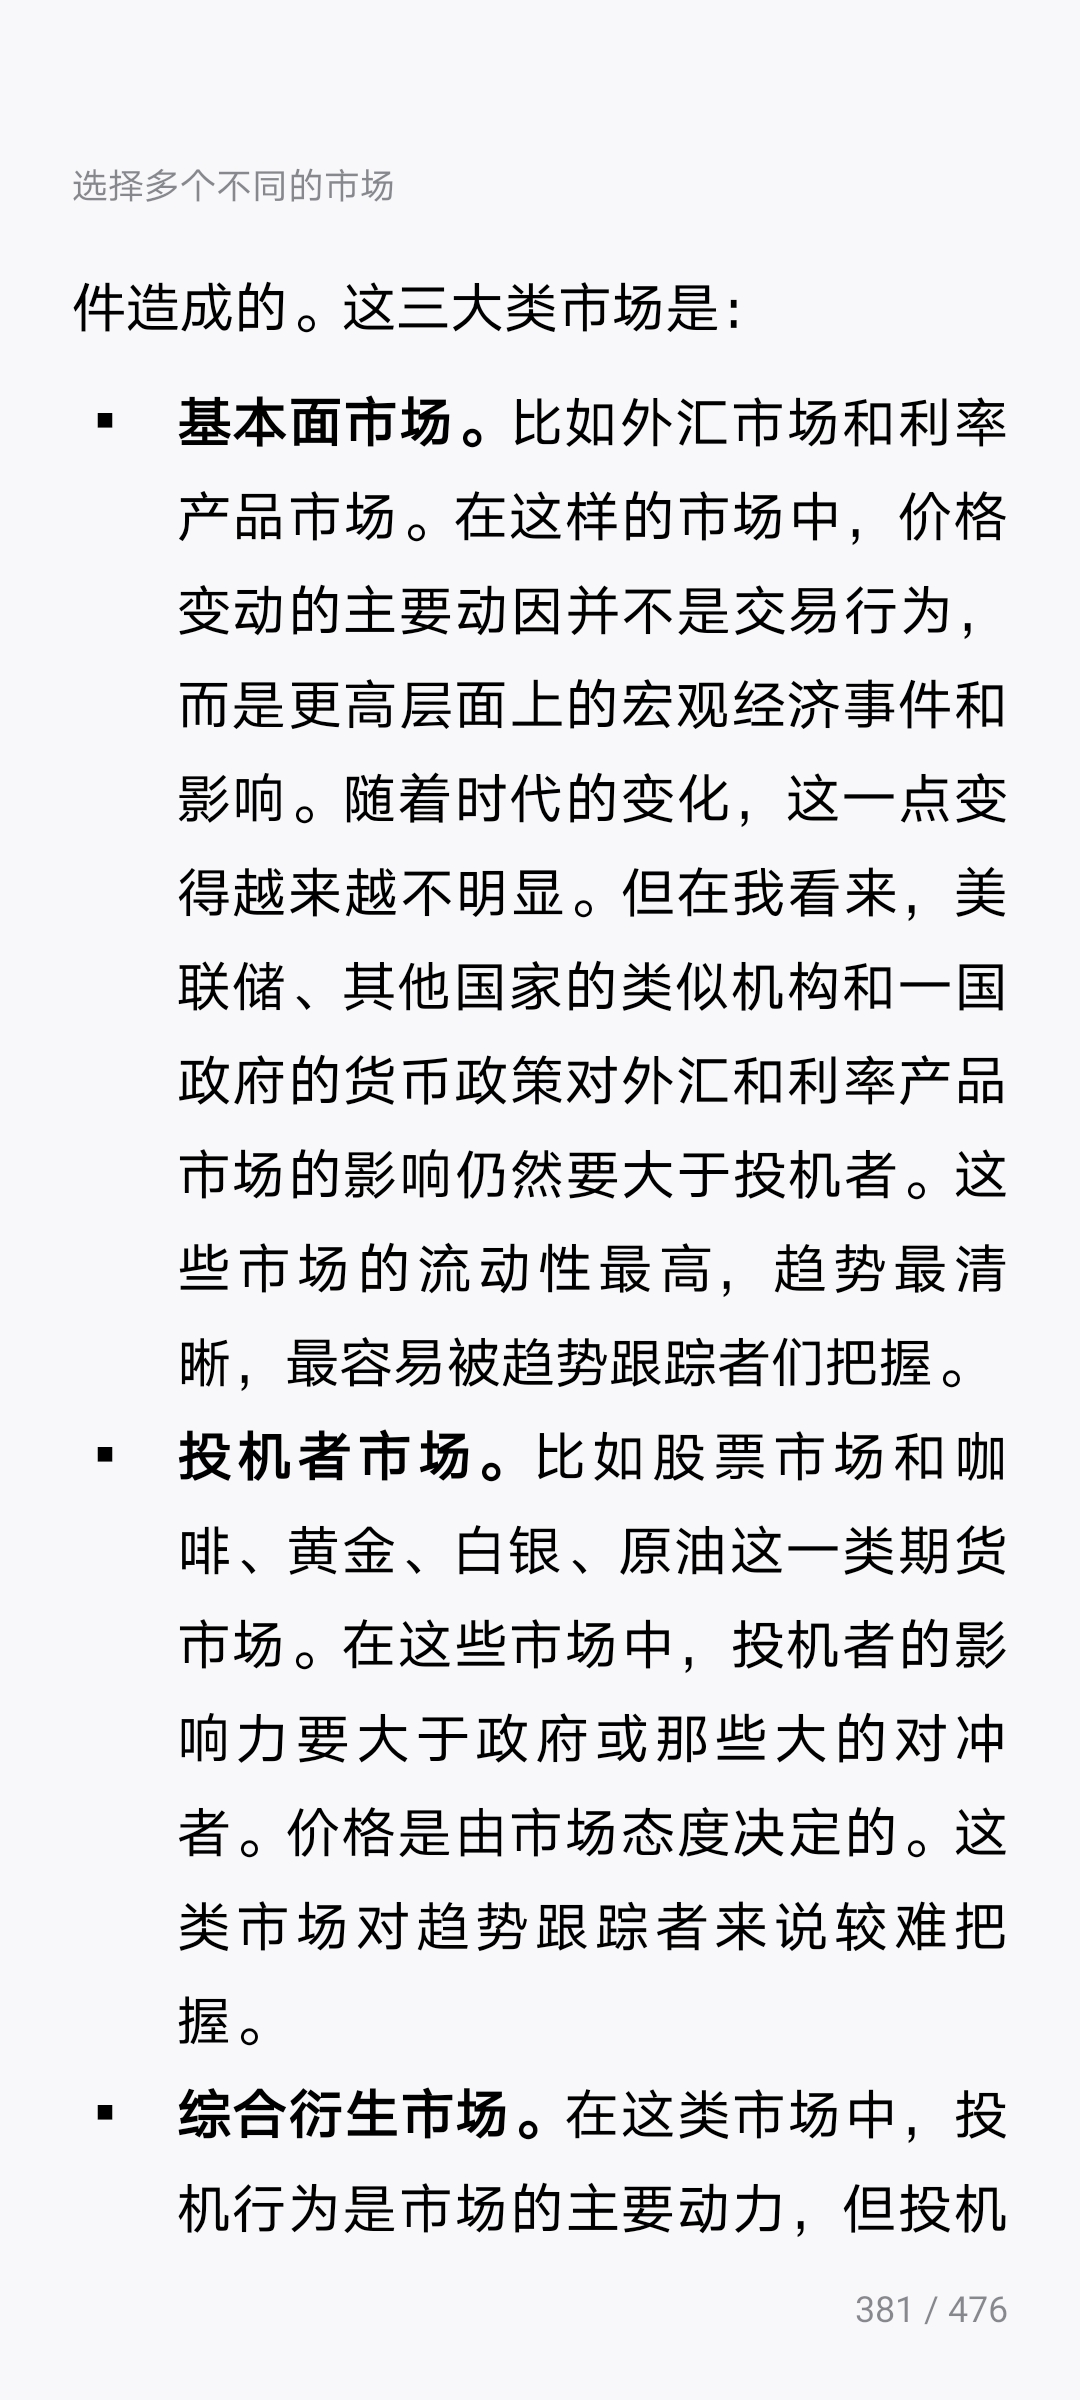 选择多个不同的市场
件造成的。这三大类市场是：
▪ 基本面市场。比如外汇市场和利率
产品市场。在这样的市场中，价格
变动的主要动因并不是交易行为，
而是更高层面上的宏观经济事件和
影响。随着时代的变化，这一点变
得越来越不明显。但在我看来，美
联储、其他国家的类似机构和一国
政府的货币政策对外汇和利率产品
市场的影响仍然要大于投机者。这
些市场的流动性最高，趋势最清
晰，最容易被趋势跟踪者们把握。
▪ 投机者市场。比如股票市场和咖
啡、黄金、白银、原油这一类期货
市场。在这些市场中，投机者的影
响力要大于政府或那些大的对冲
者。价格是由市场态度决定的。这
类市场对趋势跟踪者来说较难把
握。
▪ 综合衍生市场。在这类市场中，投
机行为是市场的主要动力，但投机
381 / 476